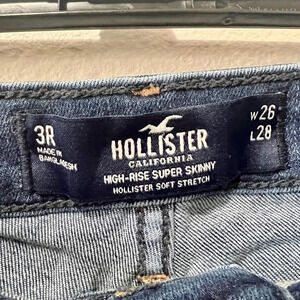 3R
MADE IN
BANGLADESH
HOLLISTER
CALIFORNIA
HIGH-RISE SUPER SKINNY
HOLLISTER SOFT STRETCH
W26
L28